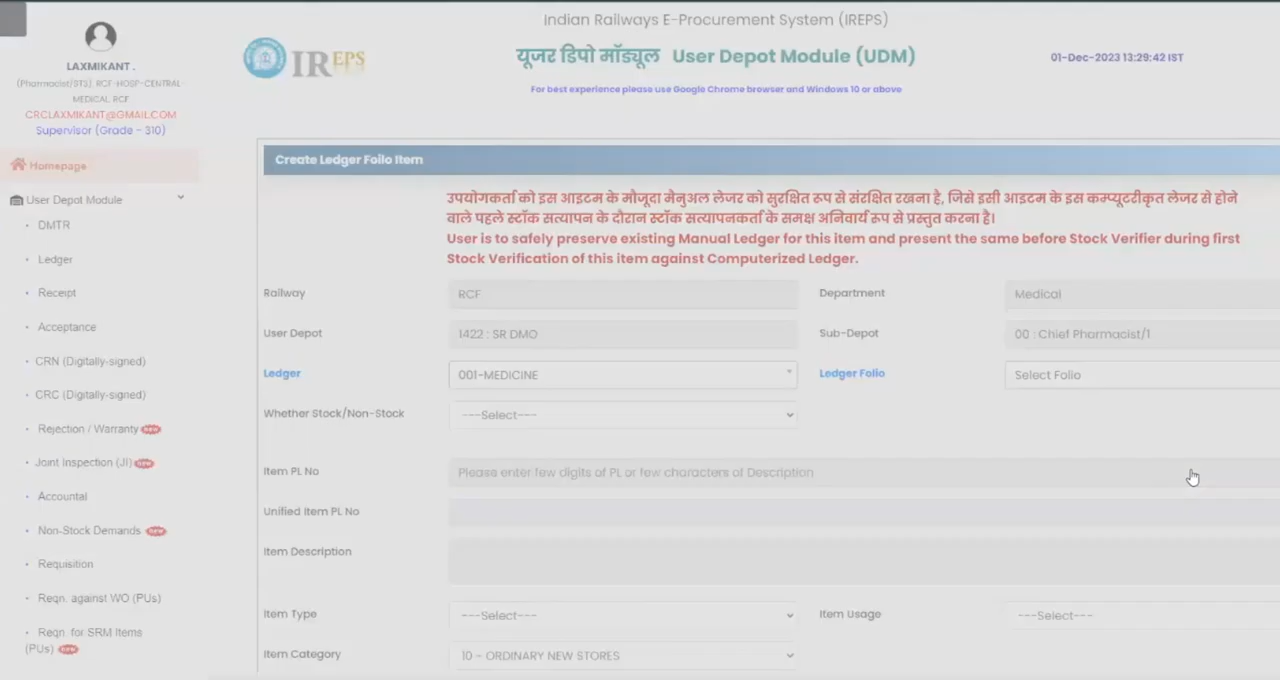 Indian Railways E-Procurement System (IREPS)
यूजर डिपो मॉड्यूल User Depot Module (UDM)
For best experience please use Google Chrome browser and Windows 10 or above
01-Dec-2023 13:29:42 IST
IREPS
LAXMIKANT .
(Pharmacist/STS) RCF-HOSP-CENTRAL-
MEDICAL, RCF
CRCLAXMIKANT@GMAIL.COM
Supervisor (Grade - 310)
Homepage
User Depot Module
DMTR
Ledger
Receipt
Acceptance
CRN (Digitally-signed)
CRC (Digitally-signed)
Rejection / Warranty new
Joint Inspection (JI) new
Accountal
Non-Stock Demands new
Requisition
Reqn. against WO (PUs)
Reqn. for SRM Items
(PUs) new
Create Ledger Folio Item
उपयोगकर्ता को इस आइटम के मौजूदा मैनुअल लेजर को सुरक्षित रूप से संरक्षित रखना है, जिसे इसी आइटम के इस कम्प्यूटरीकृत लेजर से होने
वाले पहले स्टॉक सत्यापन के दौरान स्टॉक सत्यापनकर्ता के समक्ष अनिवार्य रूप से प्रस्तुत करना है।
User is to safely preserve existing Manual Ledger for this item and present the same before Stock Verifier during first
Stock Verification of this item against Computerized Ledger.
Railway RCF Department Medical
User Depot 1422 : SR DMO Sub-Depot 00 : Chief Pharmacist/1
Ledger 001-MEDICINE Ledger Folio Select Folio
Whether Stock/Non-Stock ---Select---
Item PL No Please enter few digits of PL or few characters of Description
Unified Item PL No
Item Description
Item Type ---Select--- Item Usage ---Select---
Item Category 10 - ORDINARY NEW STORES